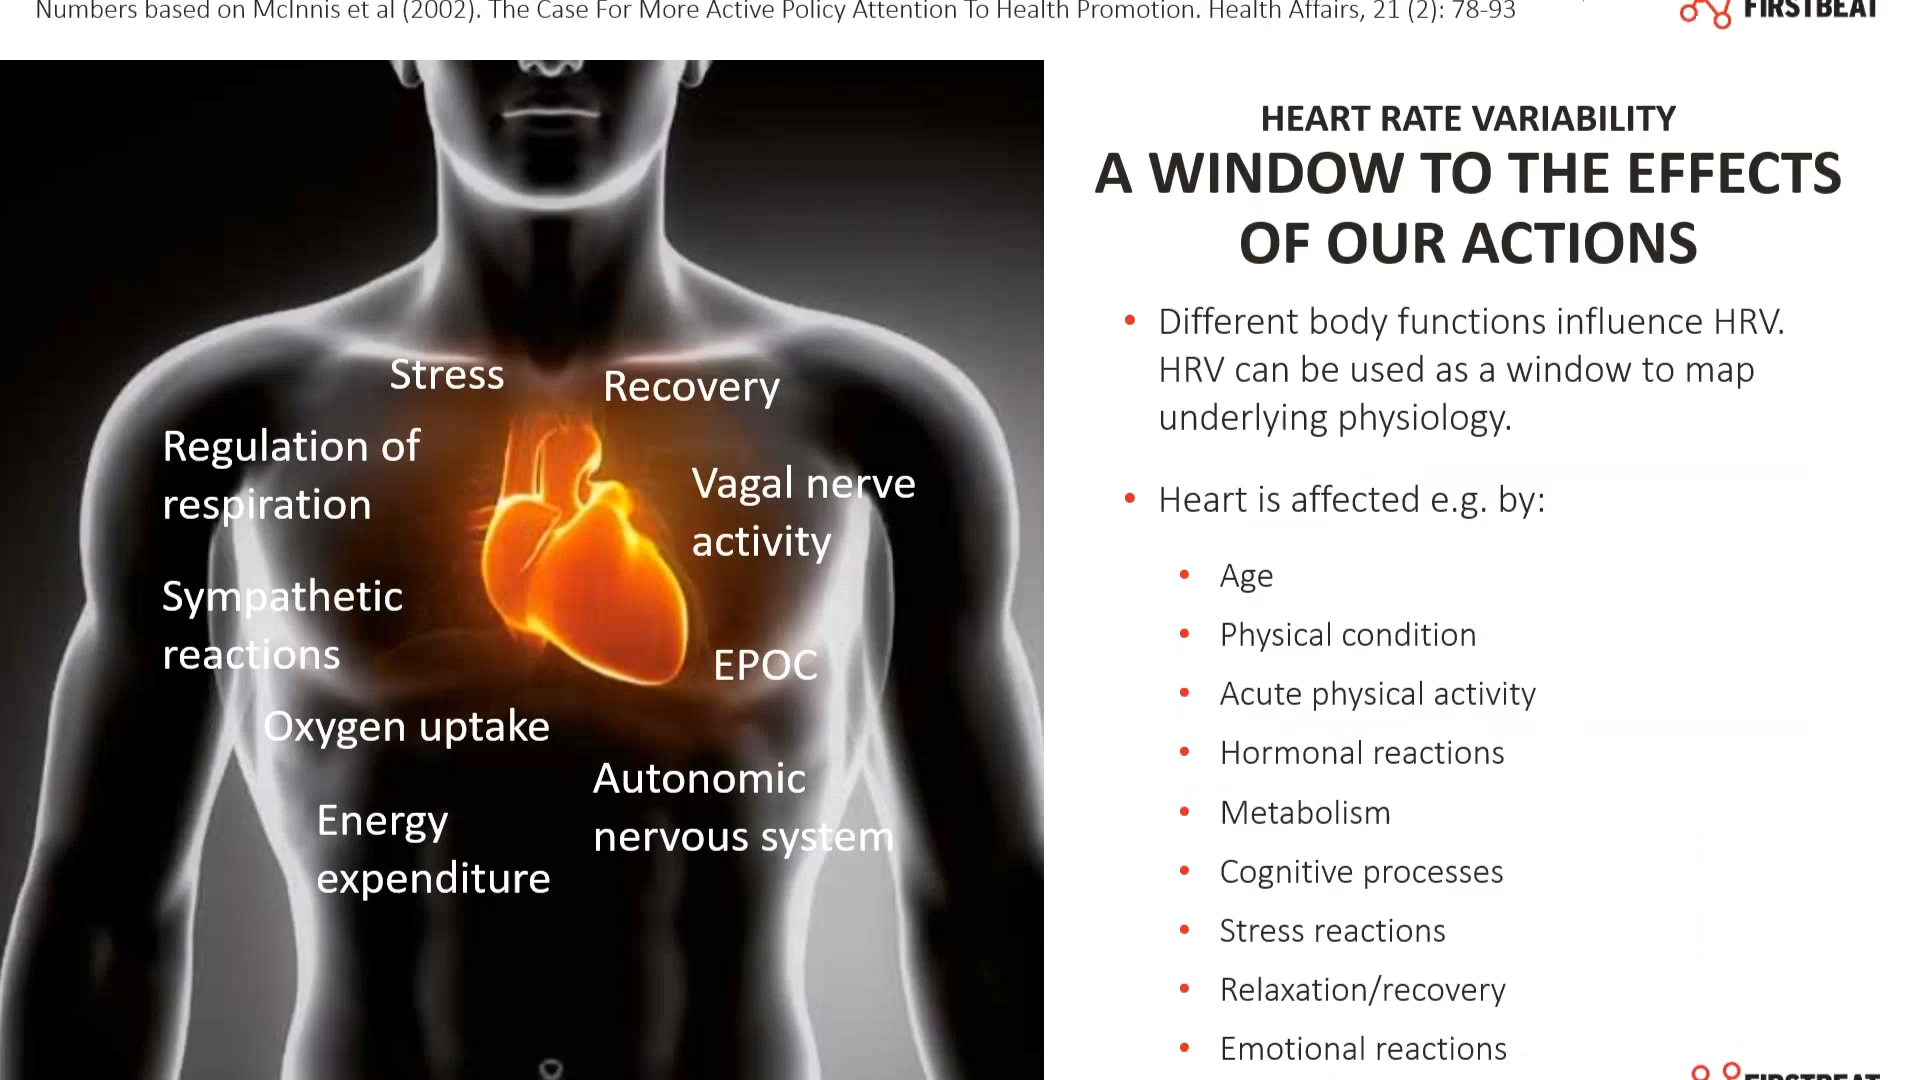 Numbers based on McInnis et al (2002). The Case For More Active Policy Attention To Health Promotion. Health Affairs, 21 (2): 78-93
FIRSTBEAT
Stress
Recovery
Regulation of
respiration
Vagal nerve
activity
Sympathetic
reactions
EPOC
Oxygen uptake
Autonomic
nervous system
Energy
expenditure
HEART RATE VARIABILITY
A WINDOW TO THE EFFECTS
OF OUR ACTIONS
• Different body functions influence HRV.
HRV can be used as a window to map
underlying physiology.
• Heart is affected e.g. by:
• Age
• Physical condition
• Acute physical activity
• Hormonal reactions
• Metabolism
• Cognitive processes
• Stress reactions
• Relaxation/recovery
• Emotional reactions
FIRSTBEAT